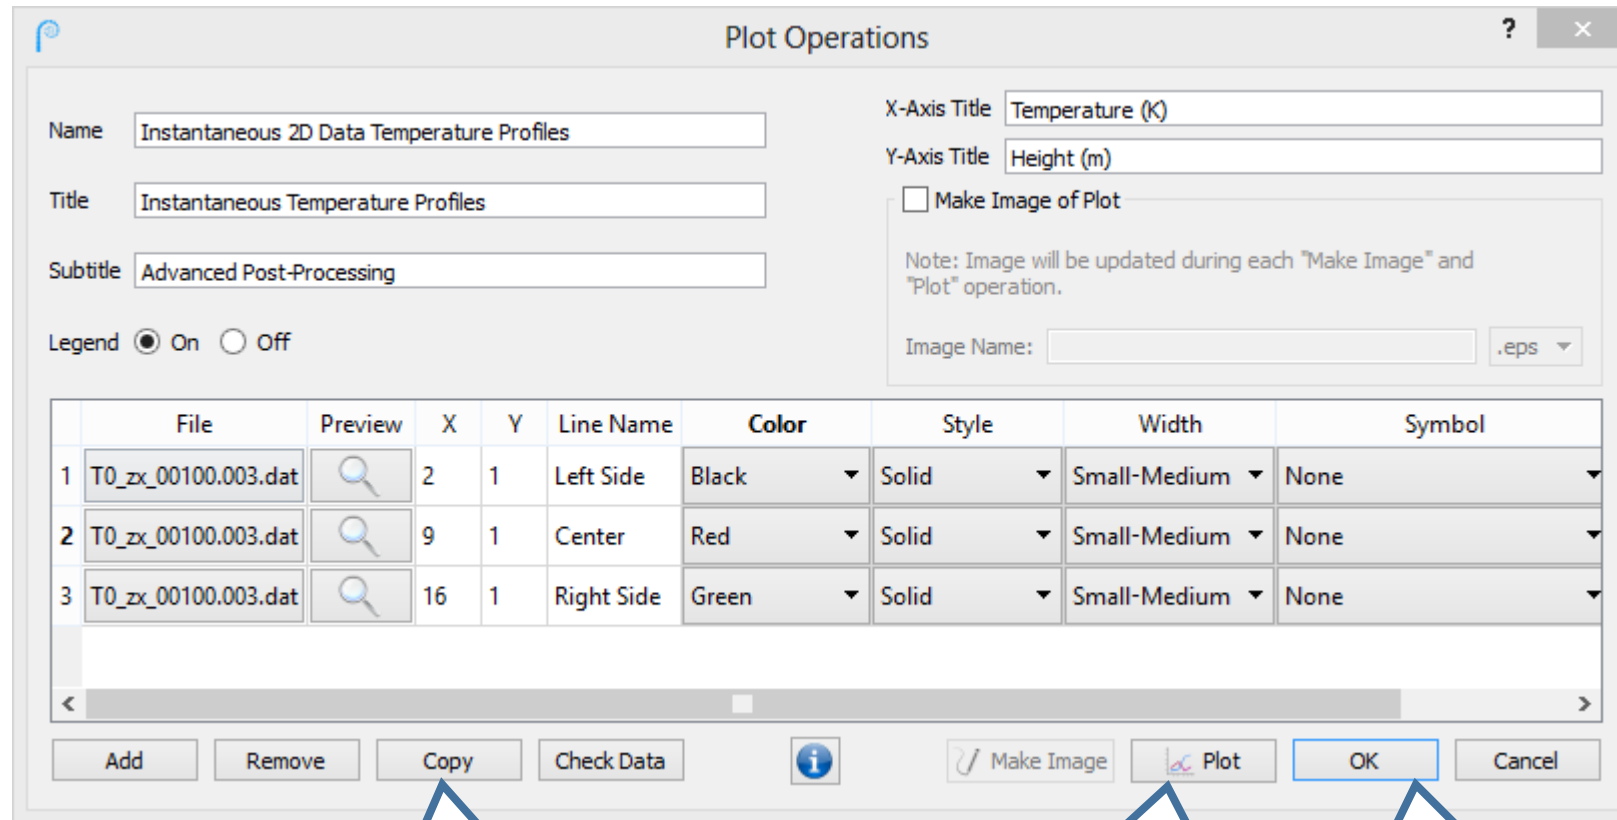 Plot Operations
?
Name Instantaneous 2D Data Temperature Profiles
Title Instantaneous Temperature Profiles
Subtitle Advanced Post-Processing
Legend On Off
X-Axis Title Temperature (K)
Y-Axis Title Height (m)
Make Image of Plot
Note: Image will be updated during each "Make Image" and
"Plot" operation.
Image Name: .eps
File Preview X Y Line Name Color Style Width Symbol
1 T0_zx_00100.003.dat 2 1 Left Side Black Solid Small-Medium None
2 T0_zx_00100.003.dat 9 1 Center Red Solid Small-Medium None
3 T0_zx_00100.003.dat 16 1 Right Side Green Solid Small-Medium None
Add Remove Copy Check Data Make Image Plot OK Cancel